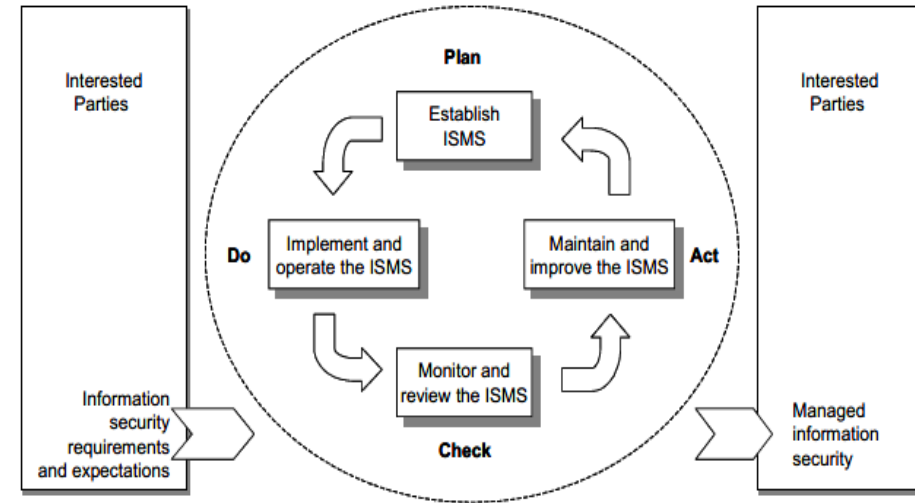 Interested
Parties
Information
security
requirements
and expectations
Plan
Establish
ISMS
Do
Implement and
operate the ISMS
Maintain and
improve the ISMS
Act
Monitor and
review the ISMS
Check
Interested
Parties
Managed
information
security